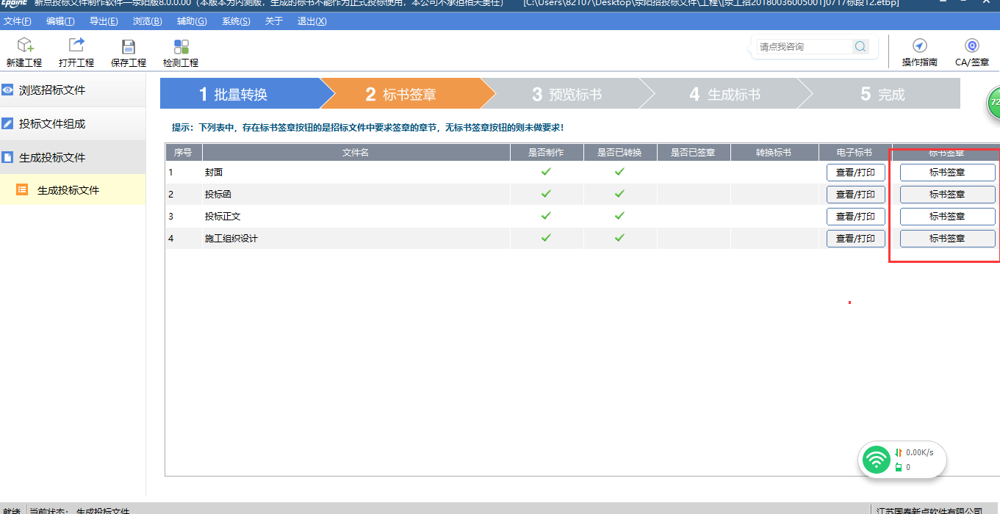 Epoint 新点投标文件制作软件—荥阳版8.0.0.00（本版本为内测版，生成的标书不能作为正式投标使用，本公司不承担相关责任） [C:\Users\82107\Desktop\荥阳招投标文件\工程\[荥工招20180036005001]0717标段12.etbp]
文件(F) 编辑(T) 导出(E) 浏览(B) 辅助(G) 系统(S) 关于 退出(X)
请点我咨询
新建工程 打开工程 保存工程 检测工程 操作指南 CA/签章
浏览招标文件
投标文件组成
生成投标文件
生成投标文件
1 批量转换 2 标书签章 3 预览标书 4 生成标书 5 完成
72
提示：下列表中，存在标书签章按钮的是招标文件中要求签章的章节，无标书签章按钮的则未做要求！
序号 文件名 是否制作 是否已转换 是否已签章 转换标书 电子标书 标书签章
1 封面 查看/打印 标书签章
2 投标函 查看/打印 标书签章
3 投标正文 查看/打印 标书签章
4 施工组织设计 查看/打印 标书签章
0.00K/s
0
就绪 当前状态： 生成投标文件 江苏国泰新点软件有限公司